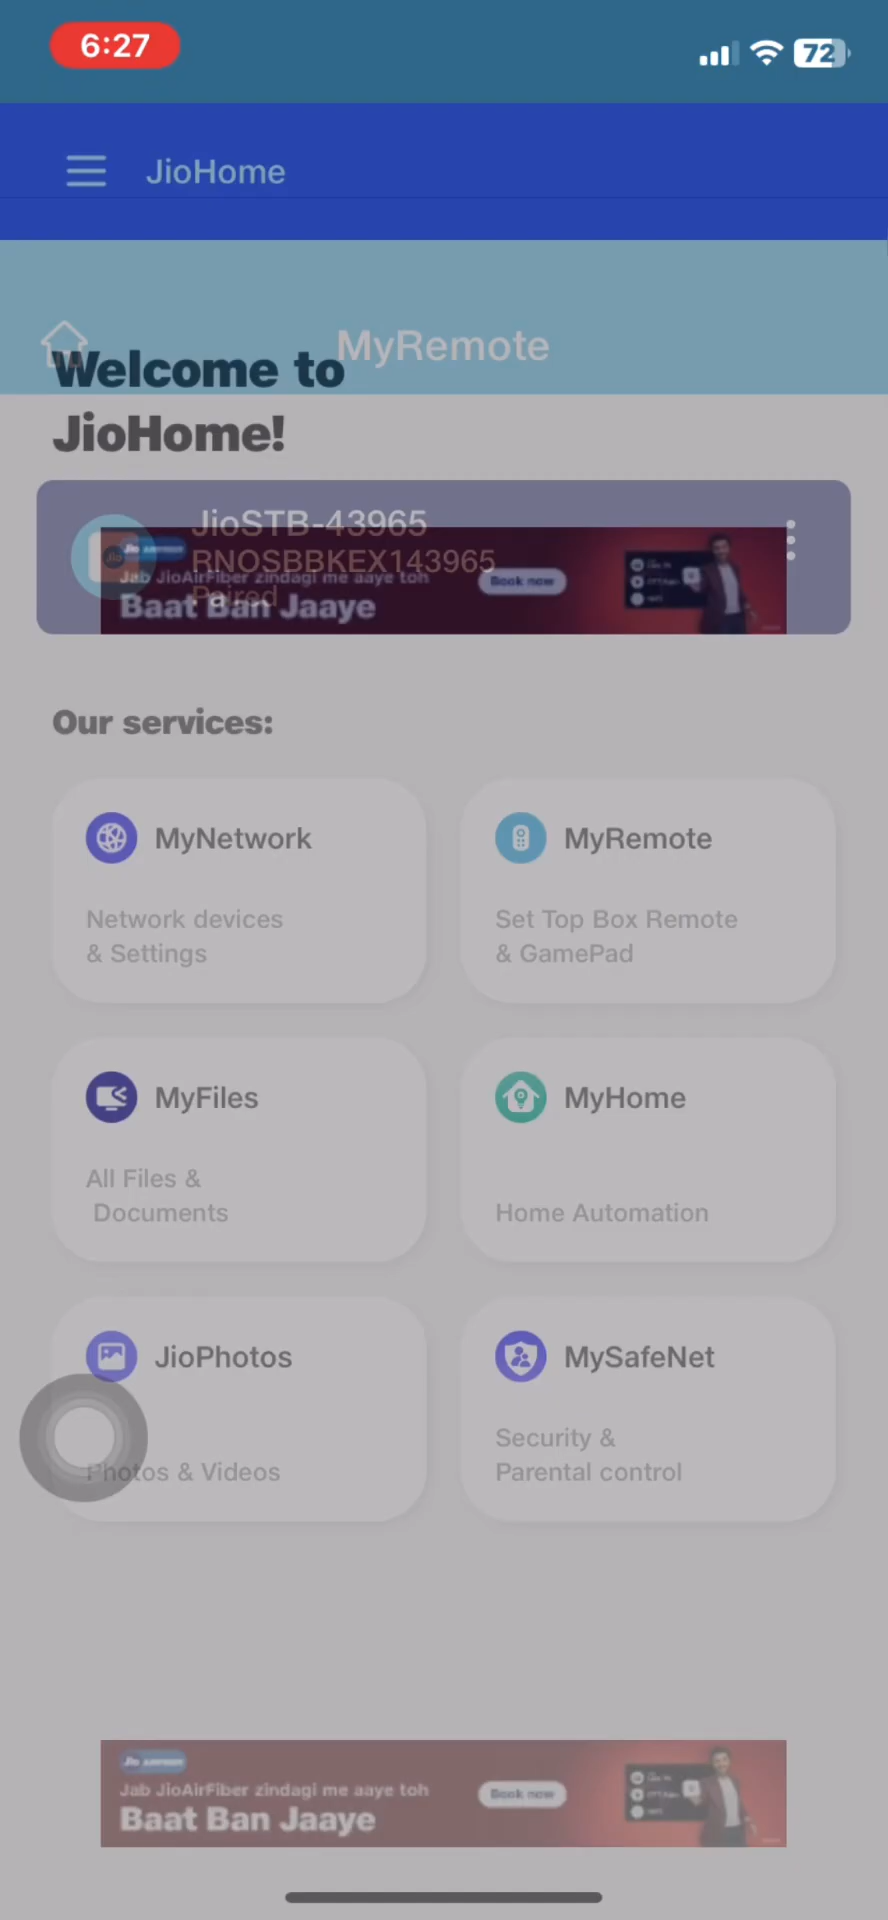 6:27
72
JioHome
MyRemote
Welcome to
JioHome!
JioSTB-43965
RNOSBBKEX143965
Paired
Jio
Jab JioAirFiber zindagi me aaye toh
Baat Ban Jaaye
Book now
Our services:
MyNetwork
Network devices
& Settings
MyRemote
Set Top Box Remote
& GamePad
MyFiles
All Files &
Documents
MyHome
Home Automation
JioPhotos
Photos & Videos
MySafeNet
Security &
Parental control
Jio AIRFIBER
Jab JioAirFiber zindagi me aaye toh
Baat Ban Jaaye
Book now